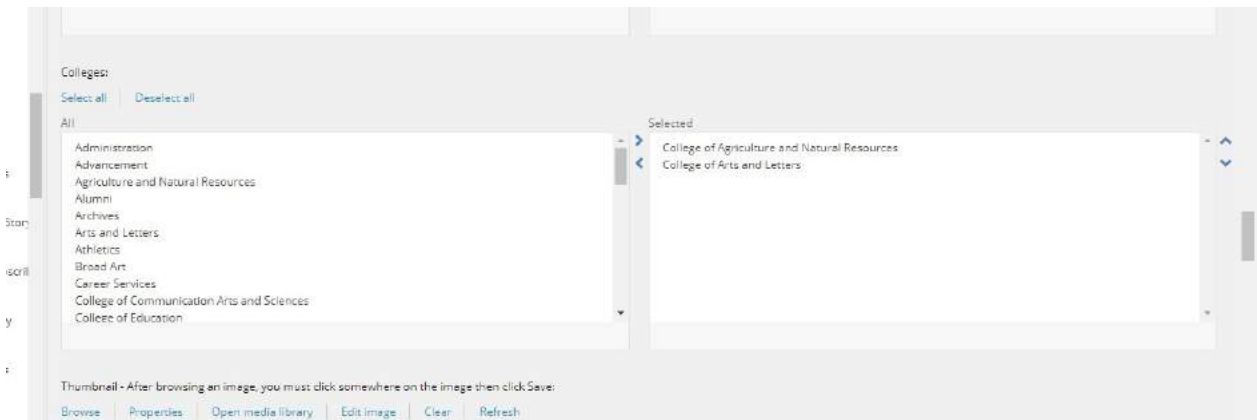 Colleges:
Select all Deselect all
All
Administration
Advancement
Agriculture and Natural Resources
Alumni
Archives
Arts and Letters
Athletics
Broad Art
Career Services
College of Communication Arts and Sciences
College of Education
Selected
College of Agriculture and Natural Resources
College of Arts and Letters
s
Story
y
Thumbnail - After browsing an image, you must click somewhere on the image then click Save:
Browse Properties Open media library Edit image Clear Refresh